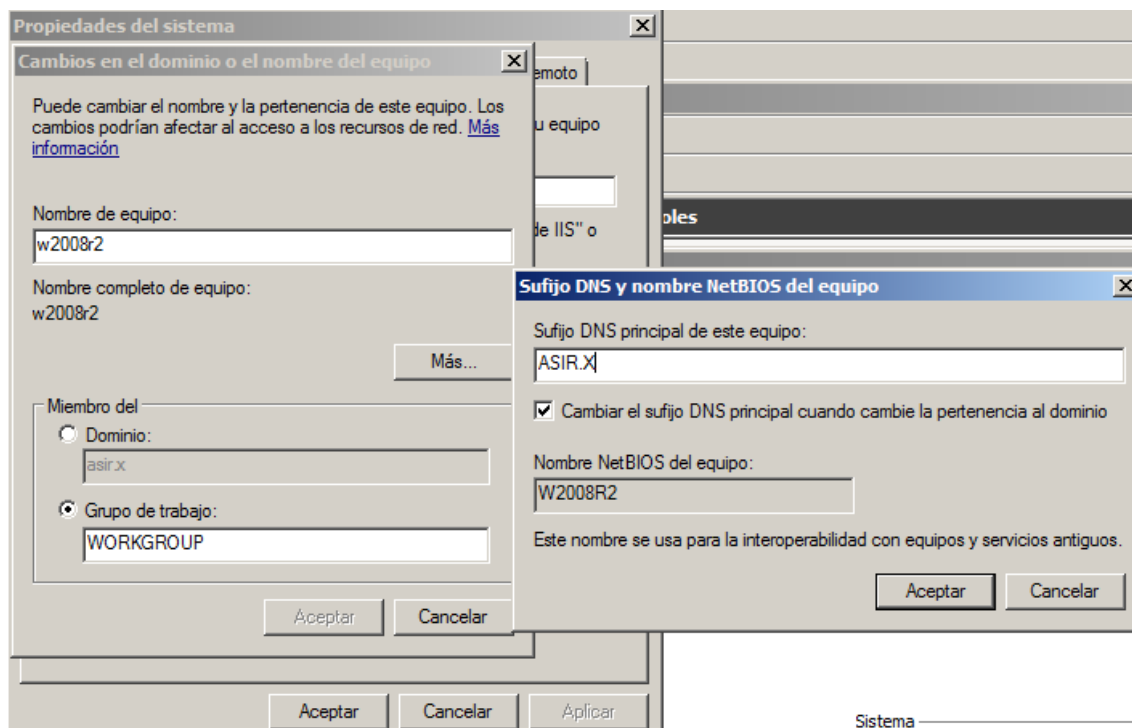 Propiedades del sistema
Cambios en el dominio o el nombre del equipo
emoto
Puede cambiar el nombre y la pertenencia de este equipo. Los
cambios podrían afectar al acceso a los recursos de red. Más
información
u equipo
Nombre de equipo:
w2008r2
de IIS" o
oles
Nombre completo de equipo:
w2008r2
Más...
Miembro del
Dominio:
asir.x
Grupo de trabajo:
WORKGROUP
Aceptar Cancelar
Sufijo DNS y nombre NetBIOS del equipo
Sufijo DNS principal de este equipo:
ASIR.X
Cambiar el sufijo DNS principal cuando cambie la pertenencia al dominio
Nombre NetBIOS del equipo:
W2008R2
Este nombre se usa para la interoperabilidad con equipos y servicios antiguos.
Aceptar Cancelar
Aceptar Cancelar Aplicar
Sistema